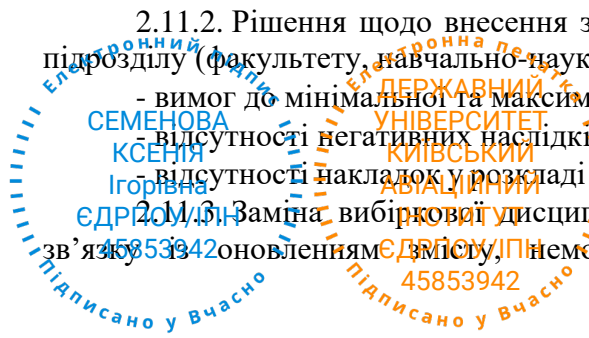 2.11.2. Рішення щодо внесення з
підрозділу (факультету, навчально-наук
- вимог до мінімальної та максим
- відсутності негативних наслідкі
- відсутності накладок у розкладі
2.11.3. Заміна вибіркової дисцип
зв’язку із оновленням змісту, немо
Електронний підпис
СЕМЕНОВА
КСЕНІЯ
Ігорівна
ЄДРПОУ/ІПН
45853942
Підписано у Вчасно
Електронна печатка
ДЕРЖАВНИЙ
УНІВЕРСИТЕТ
КИЇВСЬКИЙ
АВІАЦІЙНИЙ
ІНСТИТУТ
ЄДРПОУ/ІПН
45853942
Підписано у Вчасно